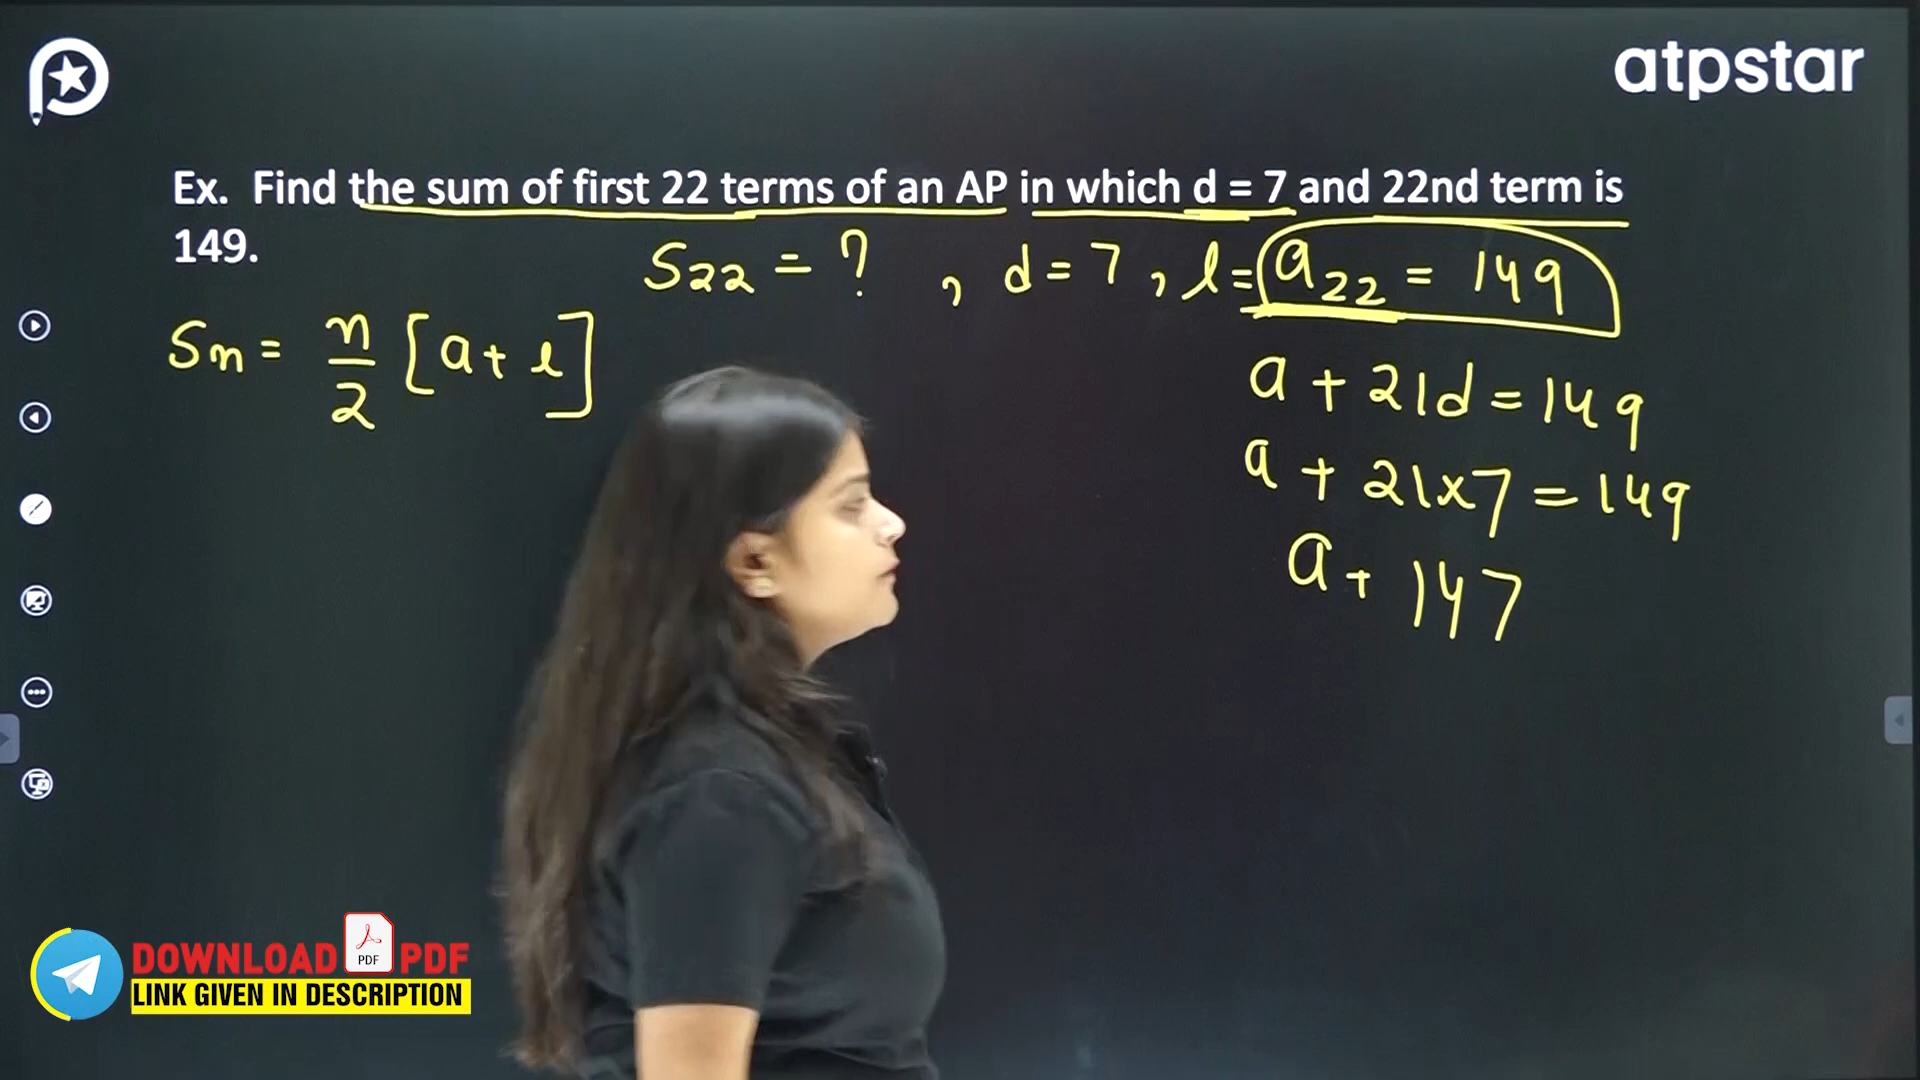 atpstar
Ex. Find the sum of first 22 terms of an AP in which d = 7 and 22nd term is
149.
S22 = ? , d = 7 , l = a22 = 149
Sn = n/2 [a + l]
a + 21d = 149
a + 21x7 = 149
a + 147
DOWNLOAD PDF PDF
LINK GIVEN IN DESCRIPTION